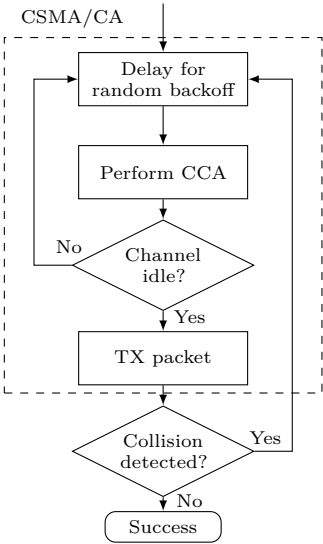 CSMA/CA
Delay for
random backoff
Perform CCA
Channel
idle?
No
Yes
TX packet
Collision
detected?
Yes
No
Success